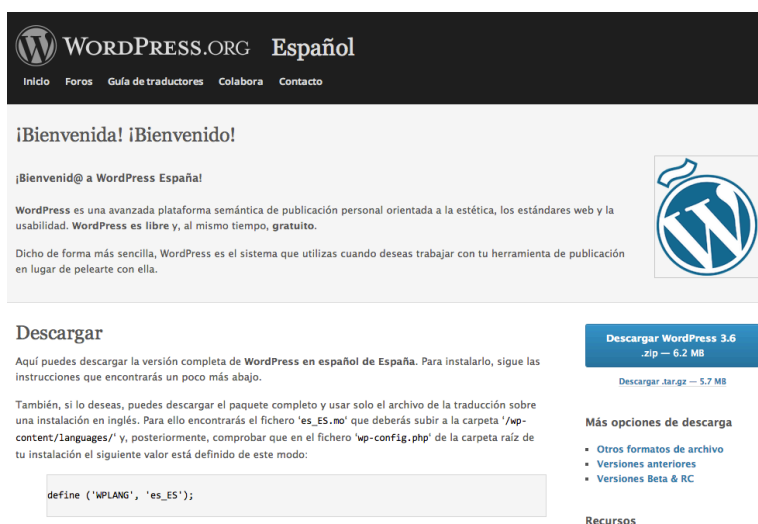 WORDPRESS.ORG Español
Inicio Foros Guía de traductores Colabora Contacto
¡Bienvenida! ¡Bienvenido!
¡Bienvenid@ a WordPress España!
WordPress es una avanzada plataforma semántica de publicación personal orientada a la estética, los estándares web y la
usabilidad. WordPress es libre y, al mismo tiempo, gratuito.
Dicho de forma más sencilla, WordPress es el sistema que utilizas cuando deseas trabajar con tu herramienta de publicación
en lugar de pelearte con ella.
Descargar
Aquí puedes descargar la versión completa de WordPress en español de España. Para instalarlo, sigue las
instrucciones que encontrarás un poco más abajo.
También, si lo deseas, puedes descargar el paquete completo y usar solo el archivo de la traducción sobre
una instalación en inglés. Para ello encontrarás el fichero 'es_ES.mo' que deberás subir a la carpeta '/wp-
content/languages/' y, posteriormente, comprobar que en el fichero 'wp-config.php' de la carpeta raíz de
tu instalación el siguiente valor está definido de este modo:
define ('WPLANG', 'es_ES');
Descargar WordPress 3.6
.zip — 6.2 MB
Descargar .tar.gz — 5.7 MB
Más opciones de descarga
Otros formatos de archivo
Versiones anteriores
Versiones Beta & RC
Recursos